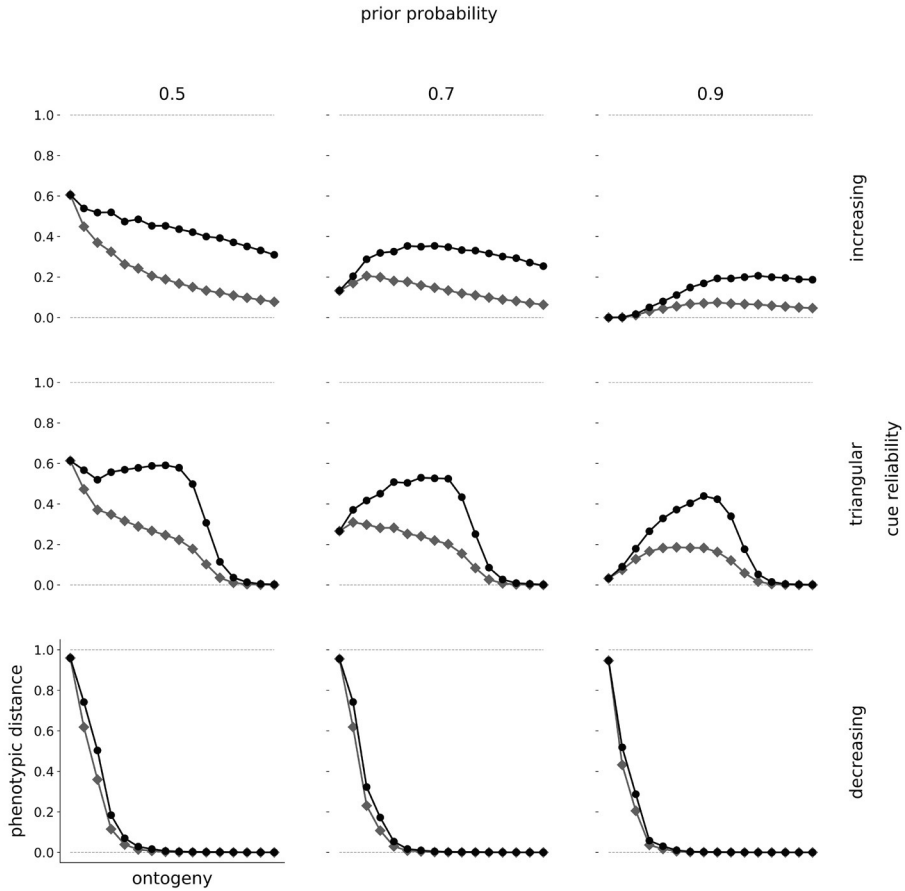 prior probability
0.5 0.7 0.9
1.0
0.8
0.6
0.4
0.2
0.0
increasing
1.0
0.8
0.6
0.4
0.2
0.0
triangular
cue reliability
1.0
0.8
0.6
0.4
0.2
0.0
phenotypic distance
decreasing
ontogeny